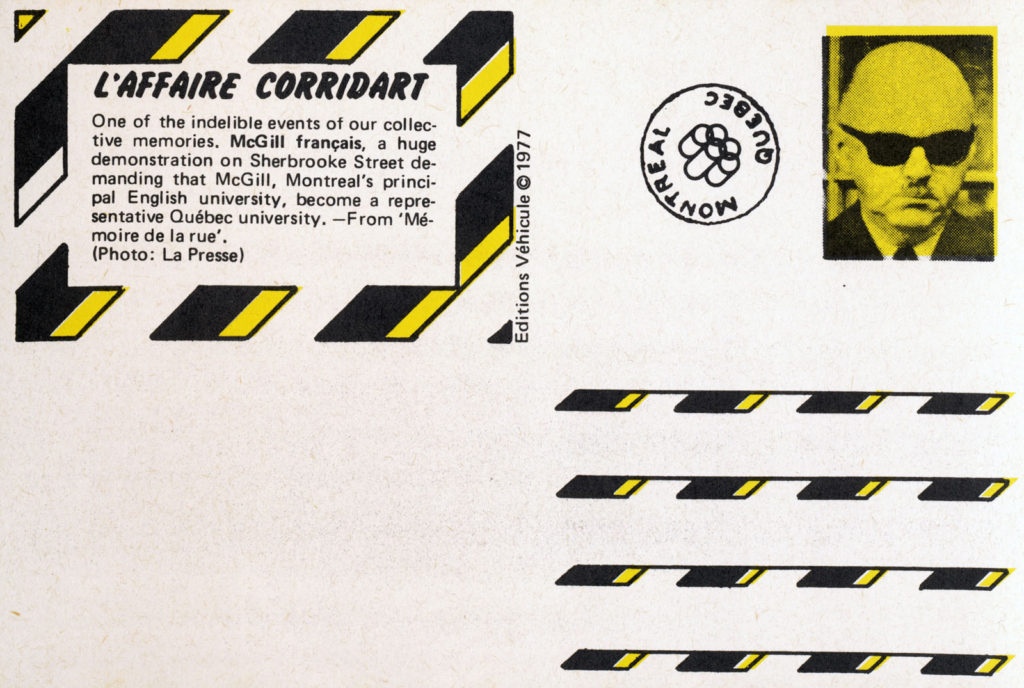 L'AFFAIRE CORRIDART
One of the indelible events of our collec-
tive memories. McGill français, a huge
demonstration on Sherbrooke Street de-
manding that McGill, Montreal's princi-
pal English university, become a repre-
sentative Québec university. —From 'Mé-
moire de la rue'.
(Photo: La Presse)
Editions Véhicule © 1977
MONTREAL
QUEBEC